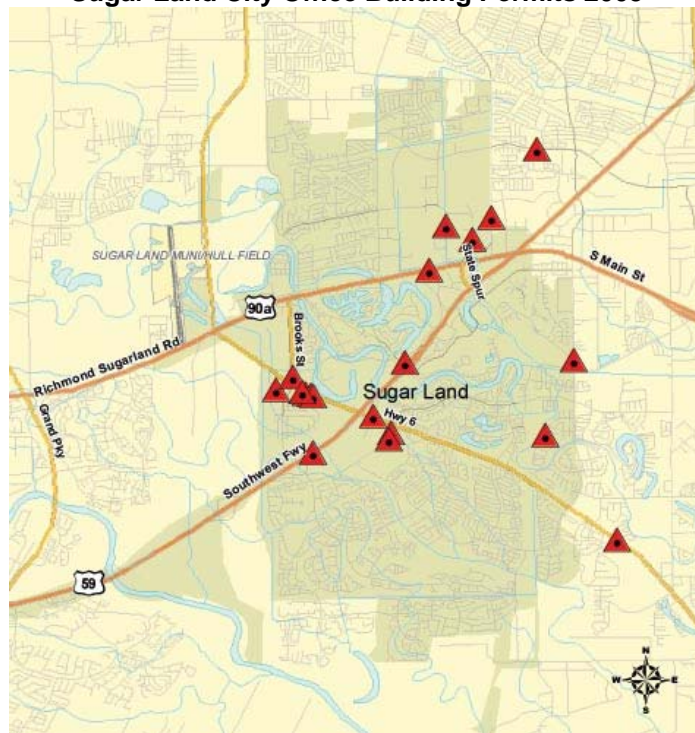 Sugar Land City Office Building Permits
SUGAR LAND MUNI/HULL FIELD
S Main St
State Spur
90a
Brooks St
Richmond Sugarland Rd
Grand Pky
Sugar Land
Hwy 6
Southwest Fwy
59
N
W E
S